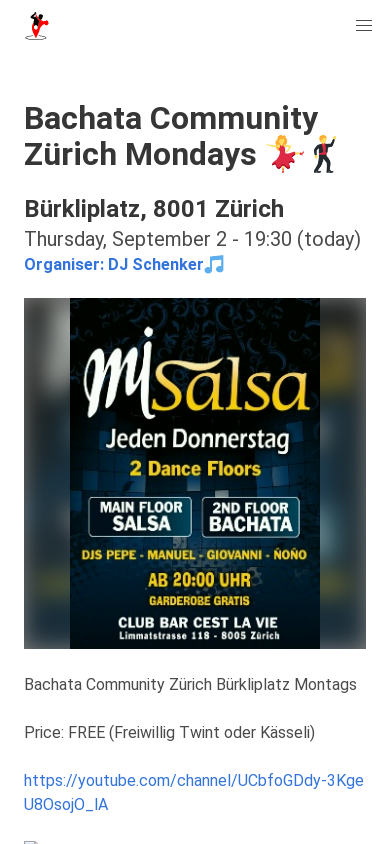 Bachata Community
Zürich Mondays 💃🕺
Bürkliplatz, 8001 Zürich
Thursday, September 2 - 19:30 (today)
Organiser: DJ Schenker🎵
mi Salsa
Jeden Donnerstag
2 Dance Floors
MAIN FLOOR
SALSA
2ND FLOOR
BACHATA
DJS PEPE - MANUEL - GIOVANNI - ÑOÑO
AB 20:00 UHR
GARDEROBE GRATIS
CLUB BAR CEST LA VIE
Limmatstrasse 118 - 8005 Zürich
Bachata Community Zürich Bürkliplatz Montags
Price: FREE (Freiwillig Twint oder Kässeli)
https://youtube.com/channel/UCbfoGDdy-3Kge
U8OsojO_lA